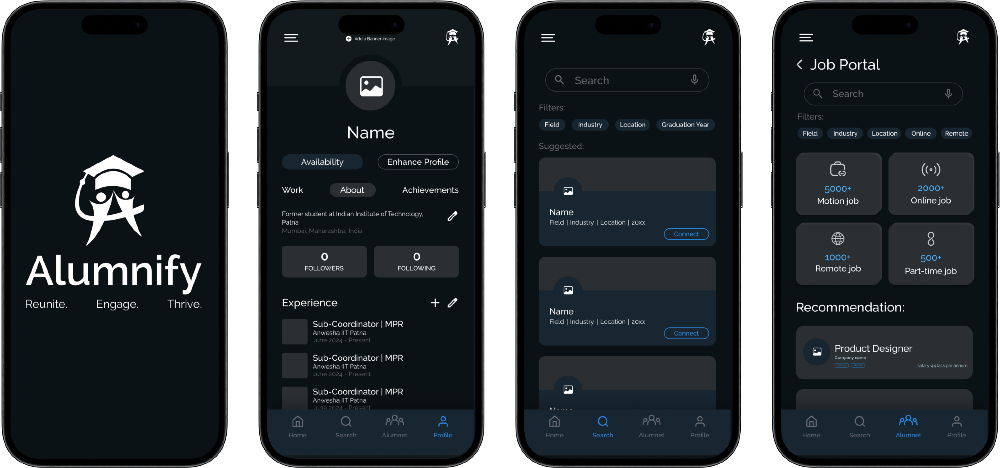 Alumnify
Reunite. Engage. Thrive.
Add a Banner Image
Name
Availability
Enhance Profile
Work
About
Achievements
Former student at Indian Institute of Technology,
Patna
Mumbai, Maharashtra, India
0
FOLLOWERS
0
FOLLOWING
Experience
Sub-Coordinator | MPR
Anwesha IIT Patna
June 2024 - Present
Sub-Coordinator | MPR
Anwesha IIT Patna
June 2024 - Present
Sub-Coordinator | MPR
Anwesha IIT Patna
June 2024 - Present
Home
Search
Alumnet
Profile
Search
Filters:
Field
Industry
Location
Graduation Year
Suggested:
Name
Field | Industry | Location | 20xx
Connect
Name
Field | Industry | Location | 20xx
Connect
Name
Home
Search
Alumnet
Profile
Job Portal
Search
Filters:
Field
Industry
Location
Online
Remote
5000+
Motion job
2000+
Online job
1000+
Remote job
500+
Part-time job
Recommendation:
Product Designer
Company name
Full time
Remote
salary-44 lacs per annum
Home
Search
Alumnet
Profile